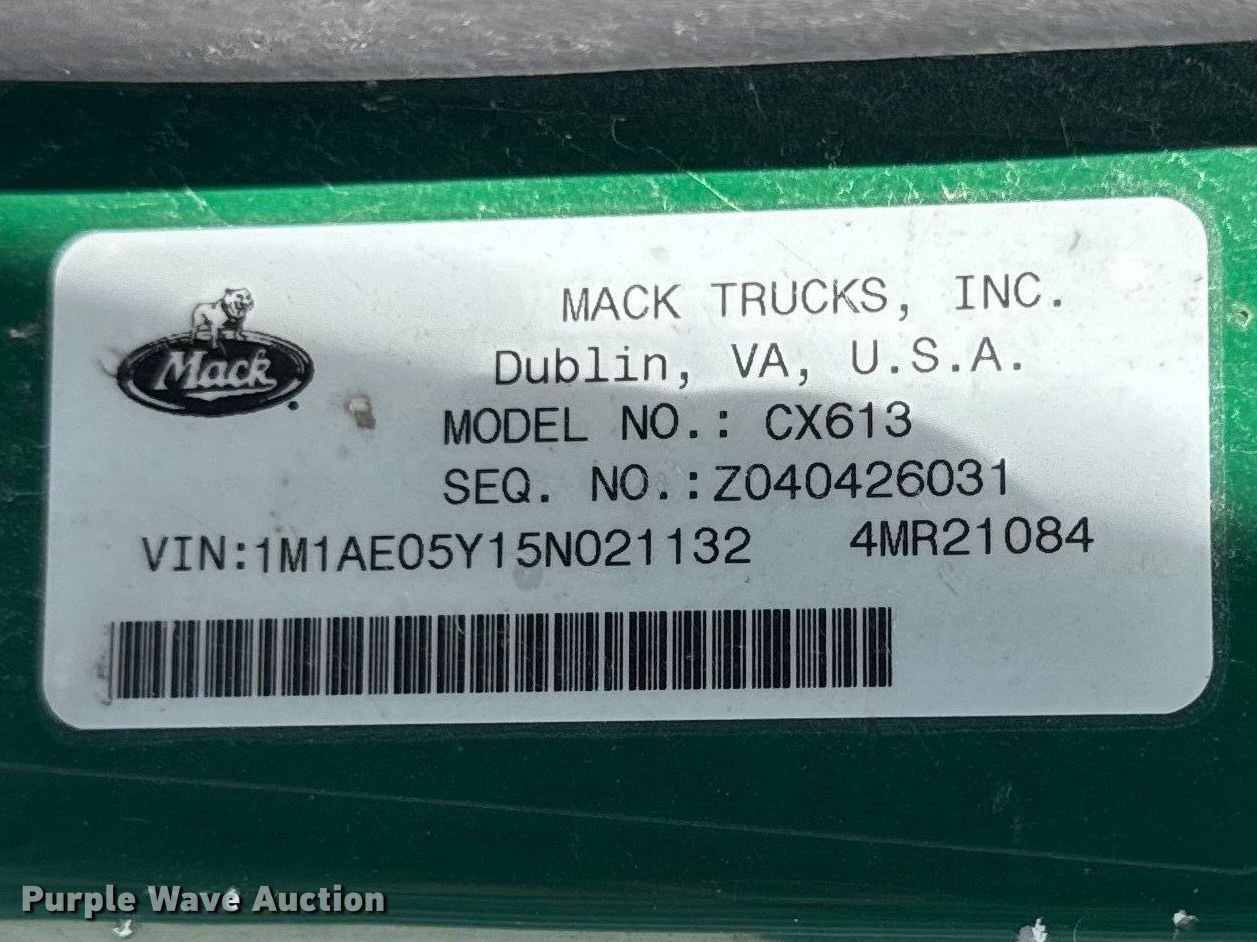 Mack
MACK TRUCKS, INC.
Dublin, VA, U.S.A.
MODEL NO.: CX613
SEQ. NO.:Z040426031
VIN:1M1AE05Y15N021132 4MR21084
Purple Wave Auction